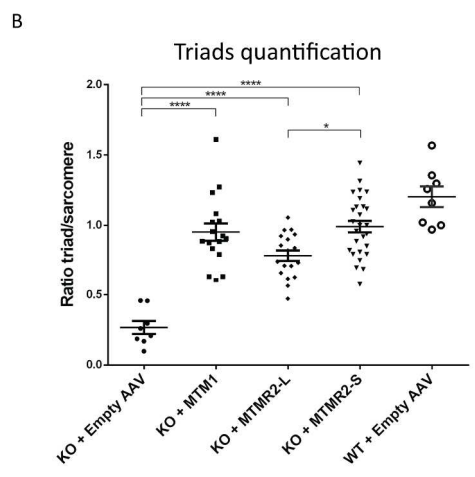 B
Triads quantification
Ratio triad/sarcomere
2.0
1.5
1.0
0.5
0.0
****
****
****
*
KO + Empty AAV
KO + MTM1
KO + MTMR2-L
KO + MTMR2-S
WT + Empty AAV